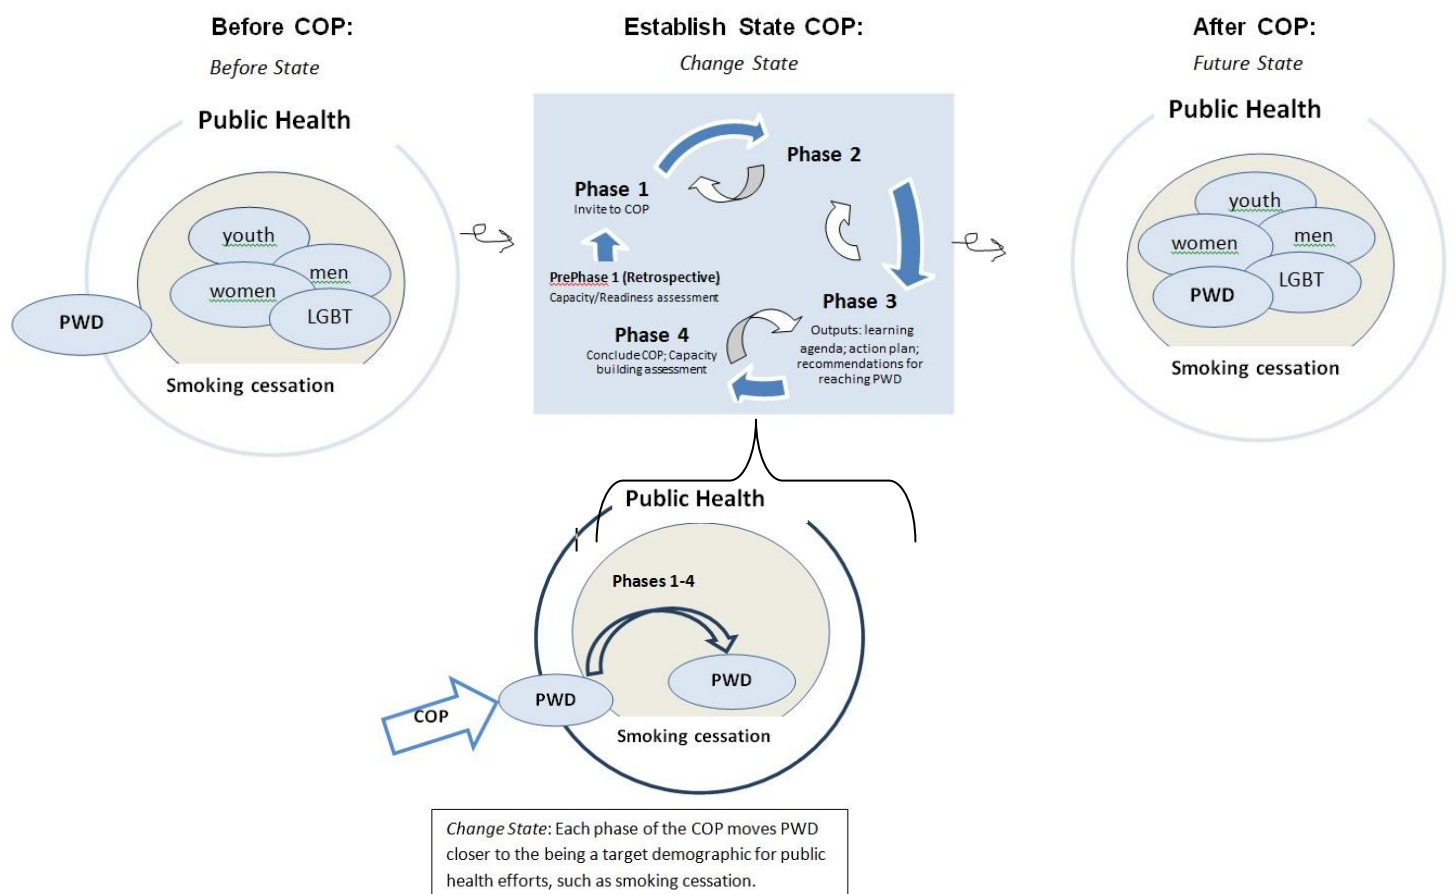 Before COP:
Before State
Public Health
youth
men
women
LGBT
PWD
Smoking cessation
Establish State COP:
Change State
Phase 1
Invite to COP
Phase 2
PrePhase 1 (Retrospective)
Capacity/Readiness assessment
Phase 3
Outputs: learning
agenda; action plan;
recommendations for
reaching PWD
Phase 4
Conclude COP; Capacity
building assessment
After COP:
Future State
Public Health
youth
women
men
LGBT
PWD
Smoking cessation
Public Health
Phases 1-4
PWD
PWD
COP
Smoking cessation
Change State: Each phase of the COP moves PWD
closer to the being a target demographic for public
health efforts, such as smoking cessation.